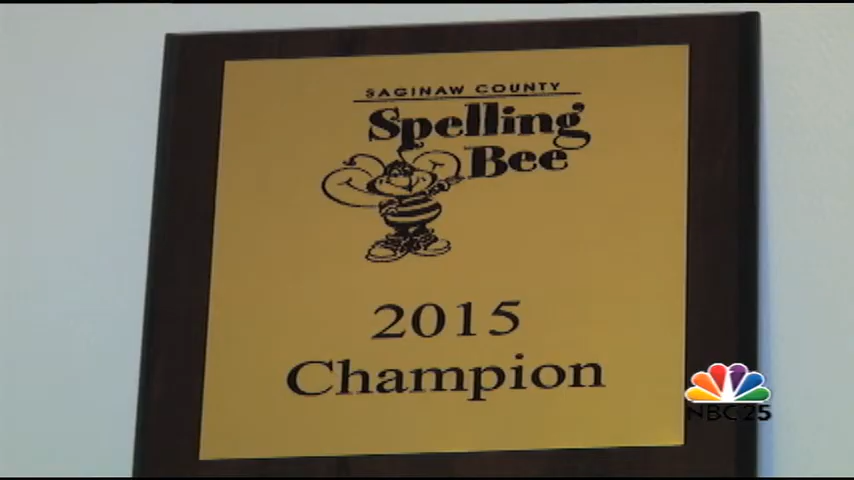 SAGINAW COUNTY
Spelling
Bee
2015
Champion
NBC25